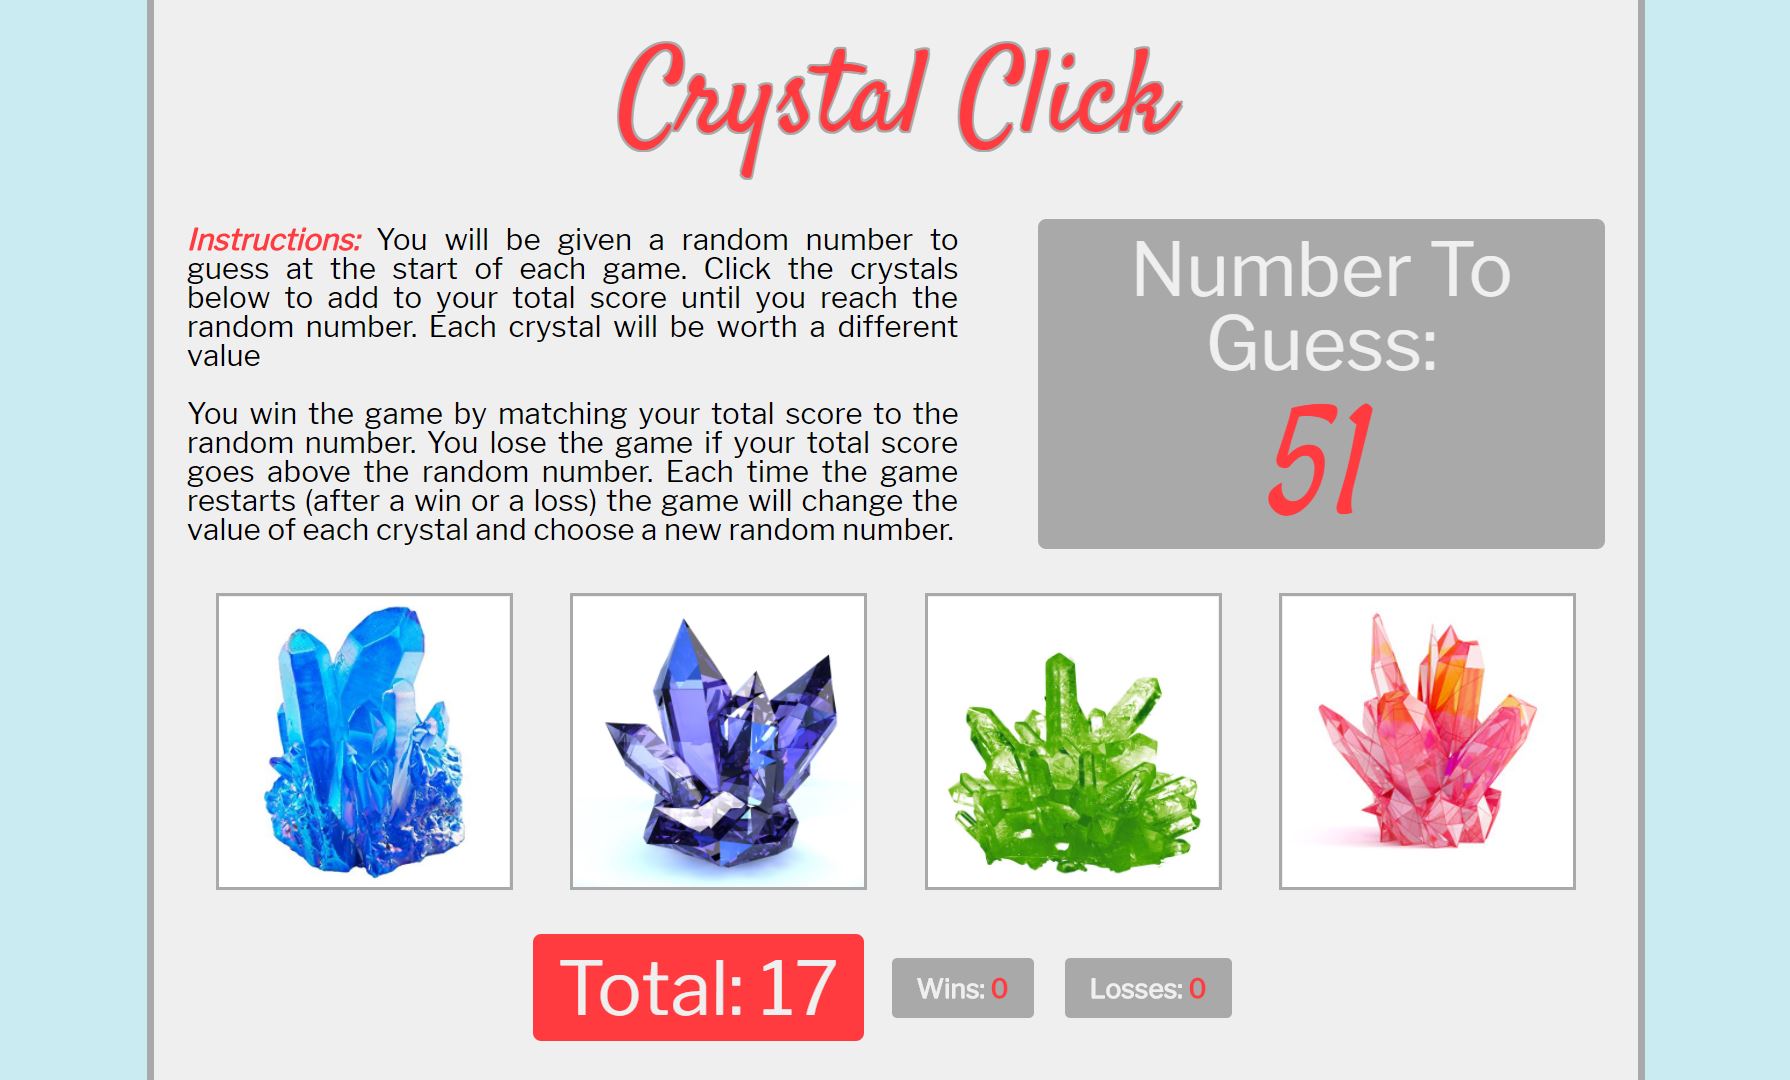 Crystal Click
Instructions: You will be given a random number to
guess at the start of each game. Click the crystals
below to add to your total score until you reach the
random number. Each crystal will be worth a different
value
You win the game by matching your total score to the
random number. You lose the game if your total score
goes above the random number. Each time the game
restarts (after a win or a loss) the game will change the
value of each crystal and choose a new random number.
Number To
Guess:
51
Total: 17
Wins: 0
Losses: 0